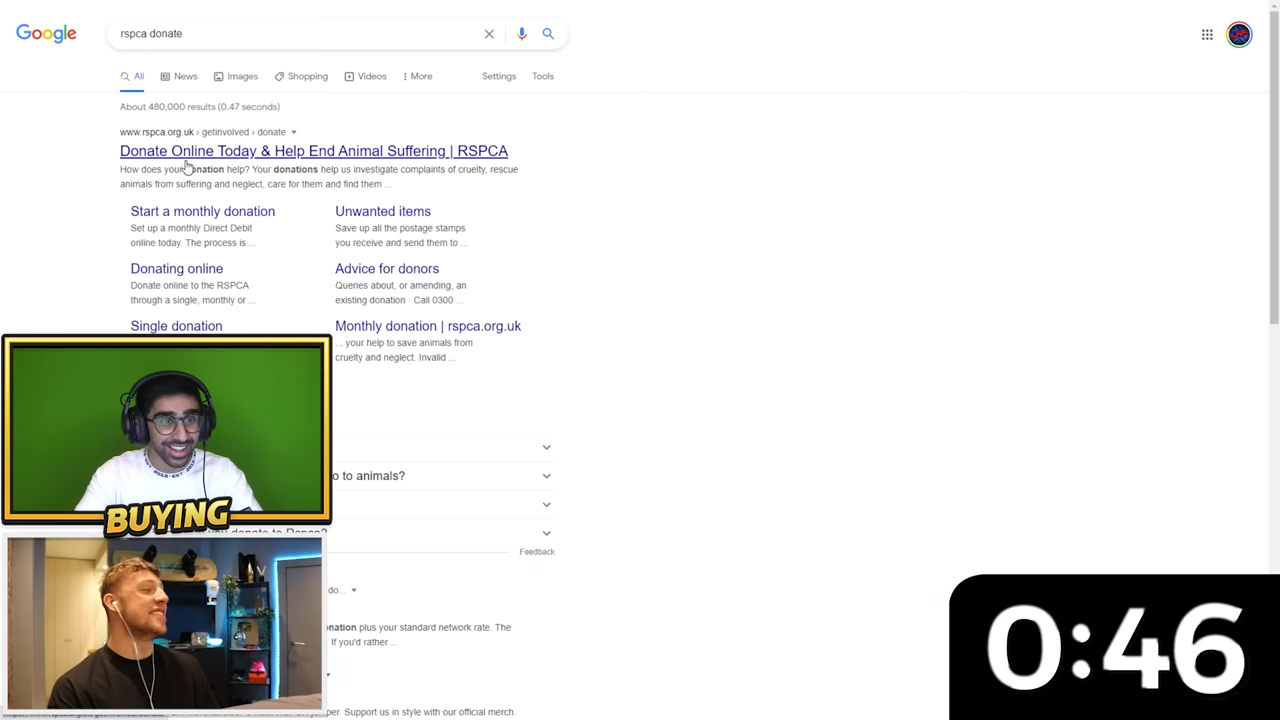 Google
rspca donate
All News Images Shopping Videos More Settings Tools
About 480,000 results (0.47 seconds)
www.rspca.org.uk › getinvolved › donate
Donate Online Today & Help End Animal Suffering | RSPCA
How does your donation help? Your donations help us investigate complaints of cruelty, rescue
animals from suffering and neglect, care for them and find them ...
Start a monthly donation
Set up a monthly Direct Debit
online today. The process is ...
Unwanted items
Save up all the postage stamps
you receive and send them to ...
Donating online
Donate online to the RSPCA
through a single, monthly or ...
Advice for donors
Queries about, or amending, an
existing donation · Call 0300 ...
Single donation
Monthly donation | rspca.org.uk
... your help to save animals from
cruelty and neglect. Invalid ...
o to animals?
you donate to Rspca?
Feedback
do...
nation plus your standard network rate. The
. If you'd rather ...
per. Support us in style with our official merch.
BUYING
0:46